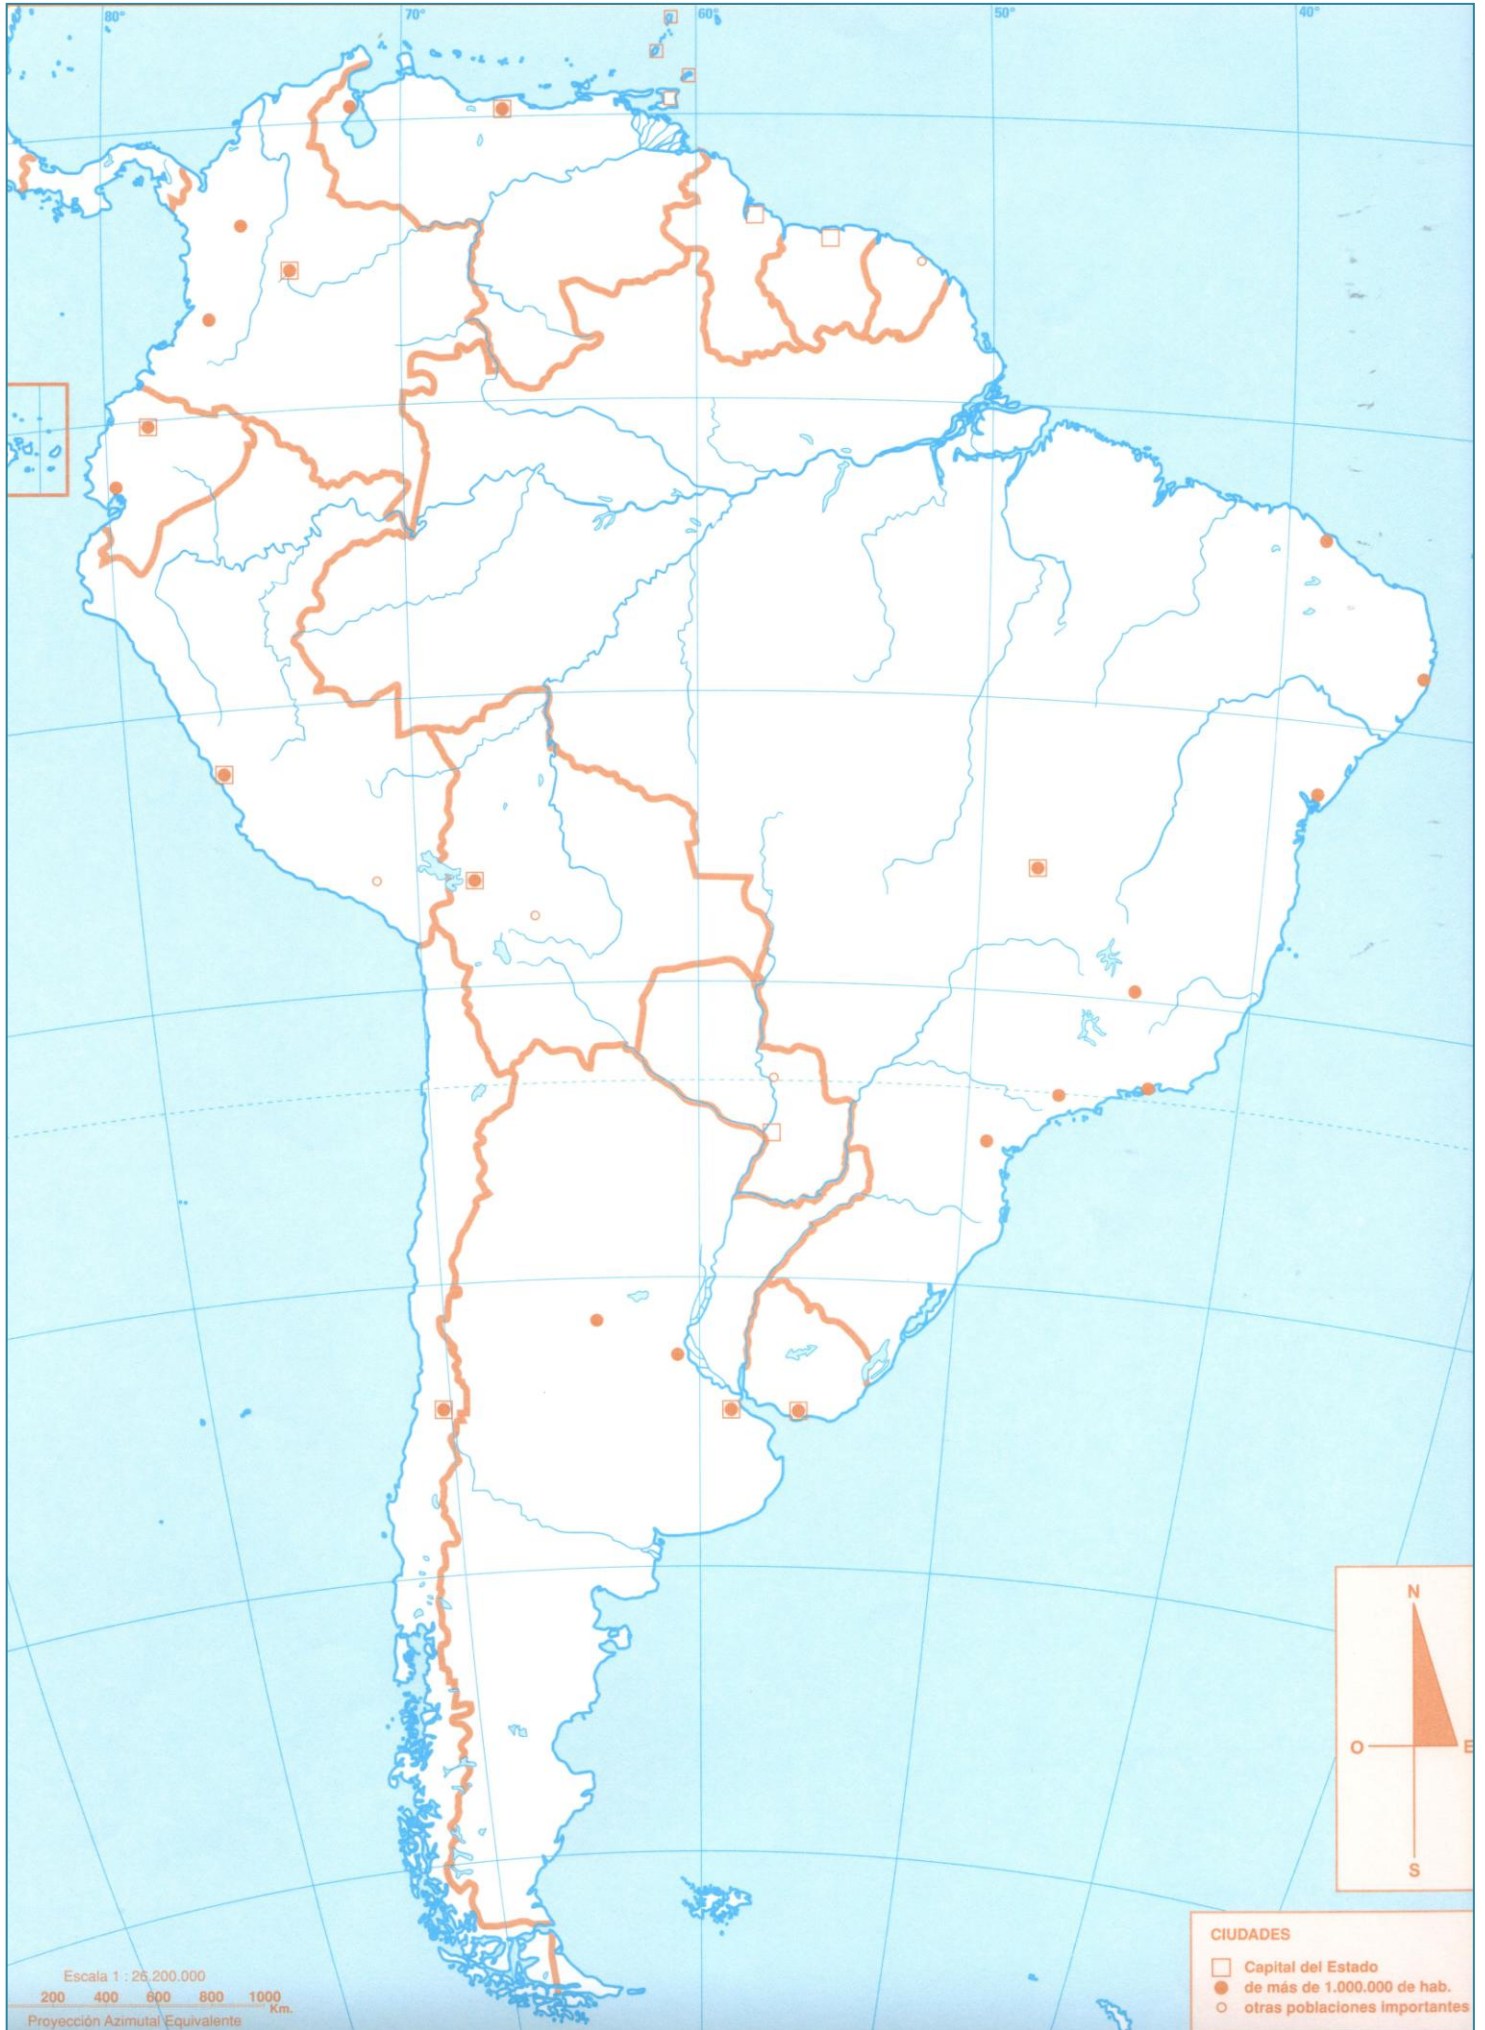 80°
70°
60°
50°
40°
N
O
E
S
CIUDADES
Capital del Estado
de más de 1.000.000 de hab.
otras poblaciones importantes
Escala 1 : 26.200.000
200 400 600 800 1000
Km.
Proyección Azimutal Equivalente